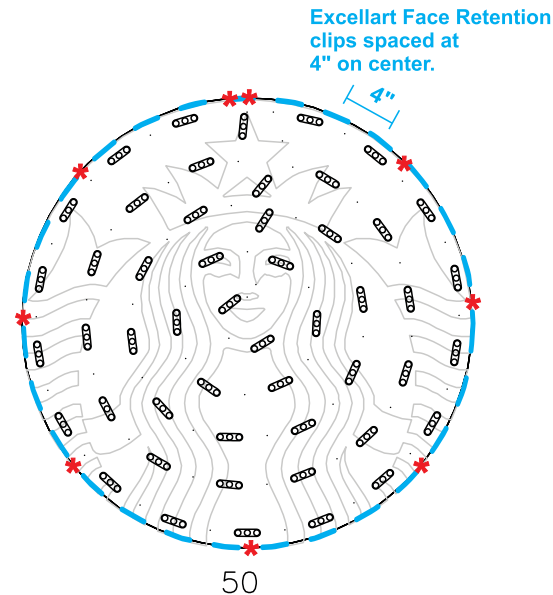 Excellart Face Retention
clips spaced at
4" on center.
4"
50